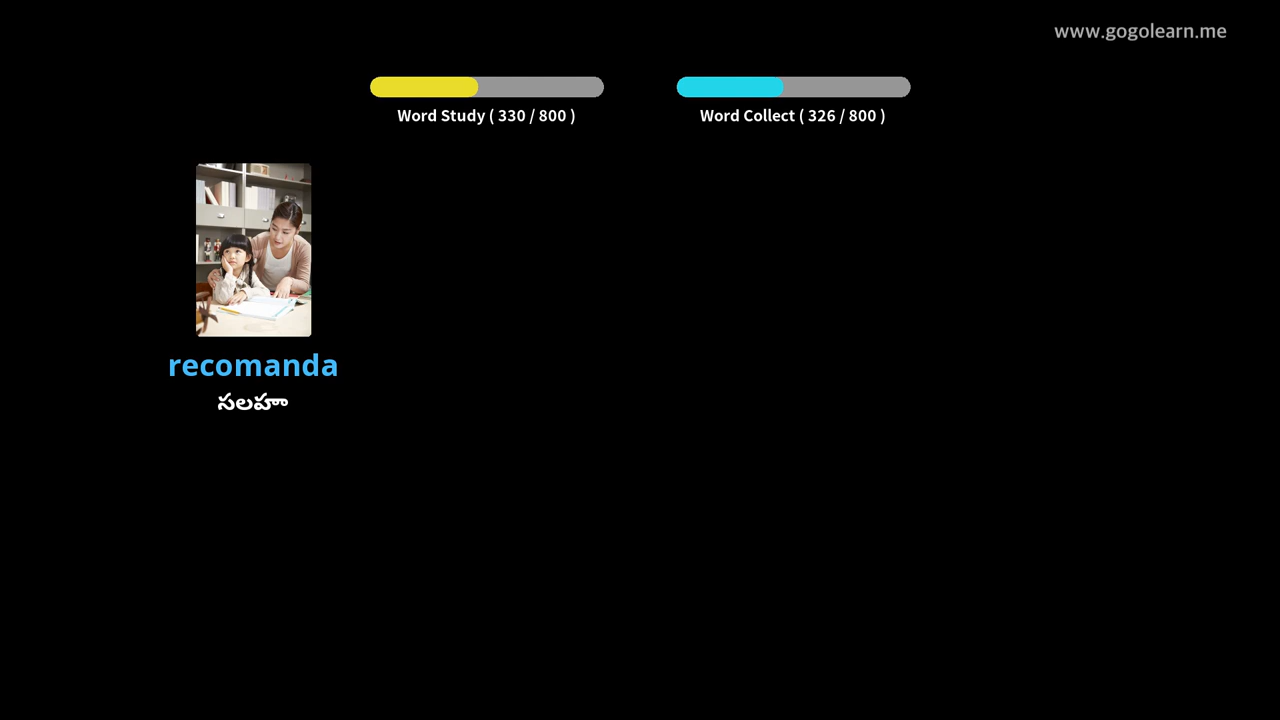 www.gogolearn.me
Word Study ( 330 / 800 )
Word Collect ( 326 / 800 )
recomanda
సలహా